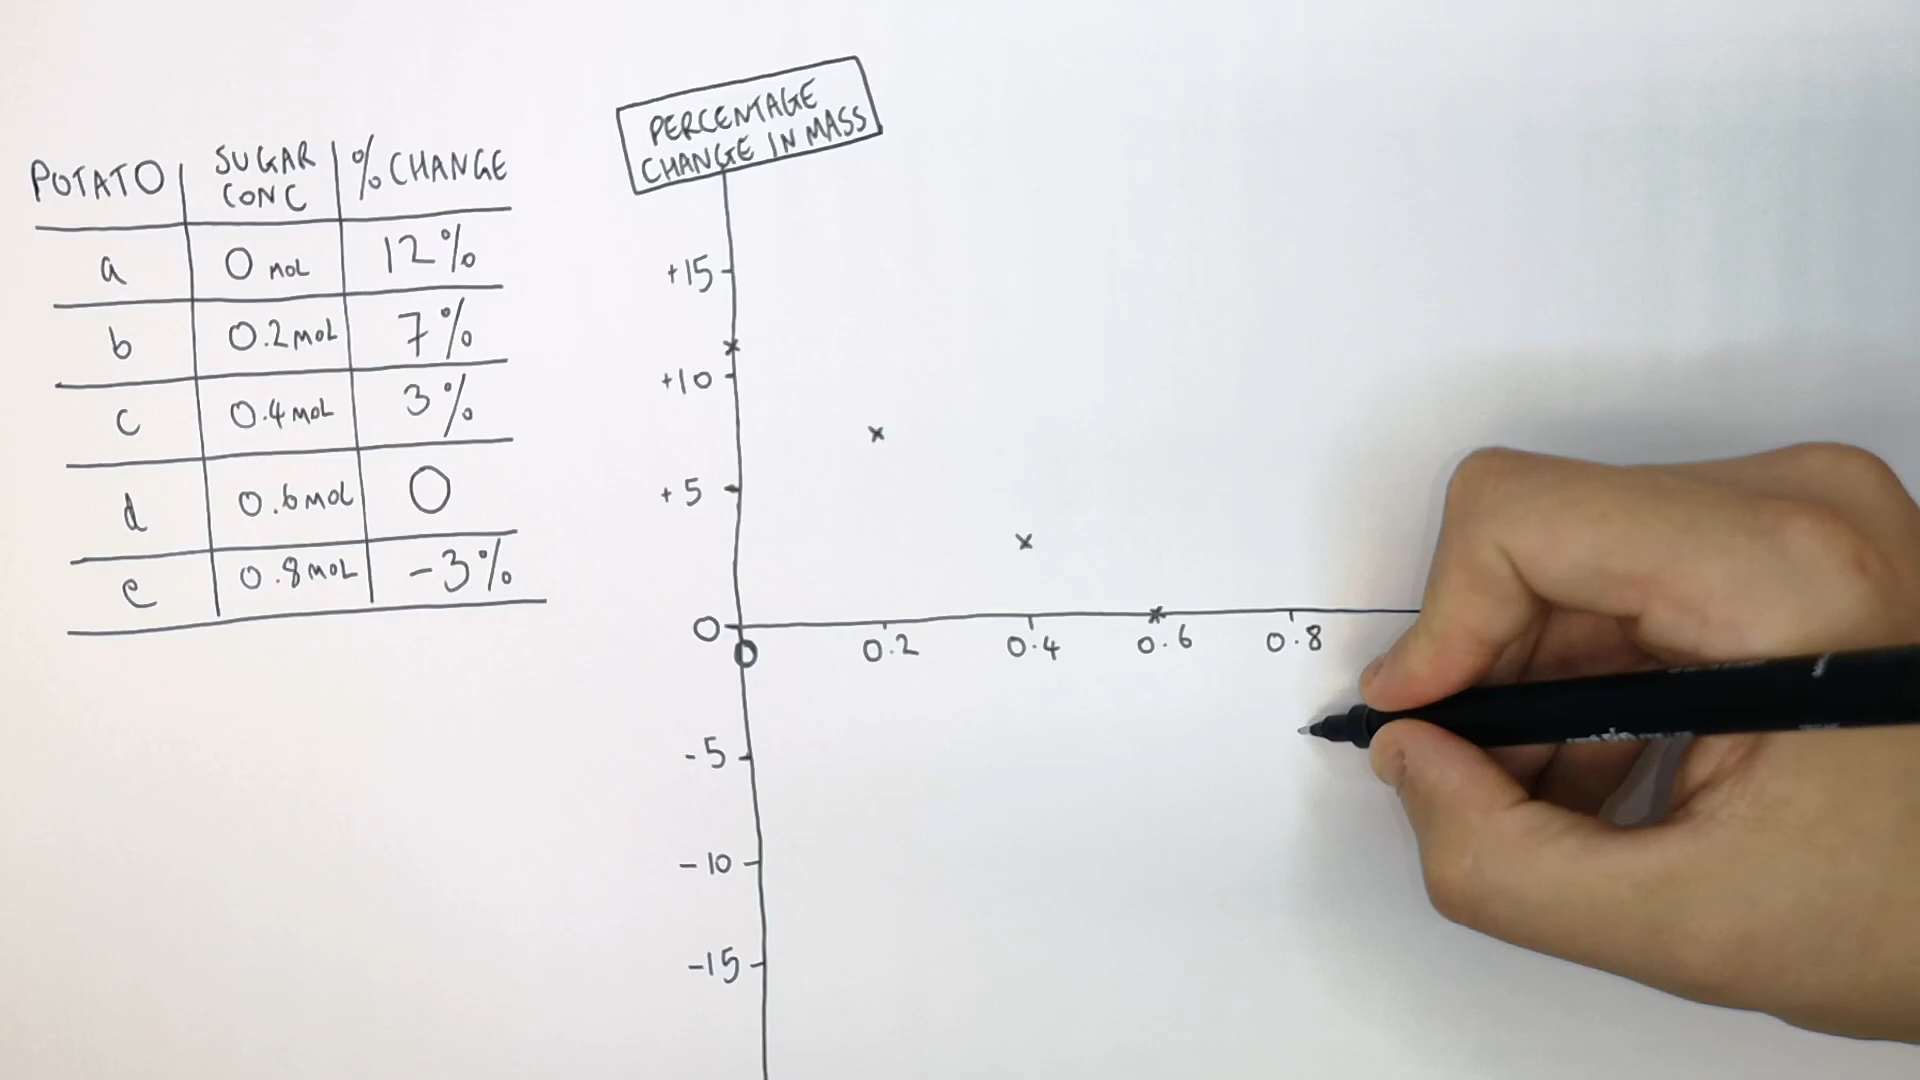 POTATO | SUGAR CONC | % CHANGE
a | 0 MOL | 12%
b | 0.2 MOL | 7%
c | 0.4 MOL | 3%
d | 0.6 MOL | 0
e | 0.8 MOL | -3%
PERCENTAGE
CHANGE IN MASS
+15
+10
+5
0
0 0.2 0.4 0.6 0.8
-5
-10
-15